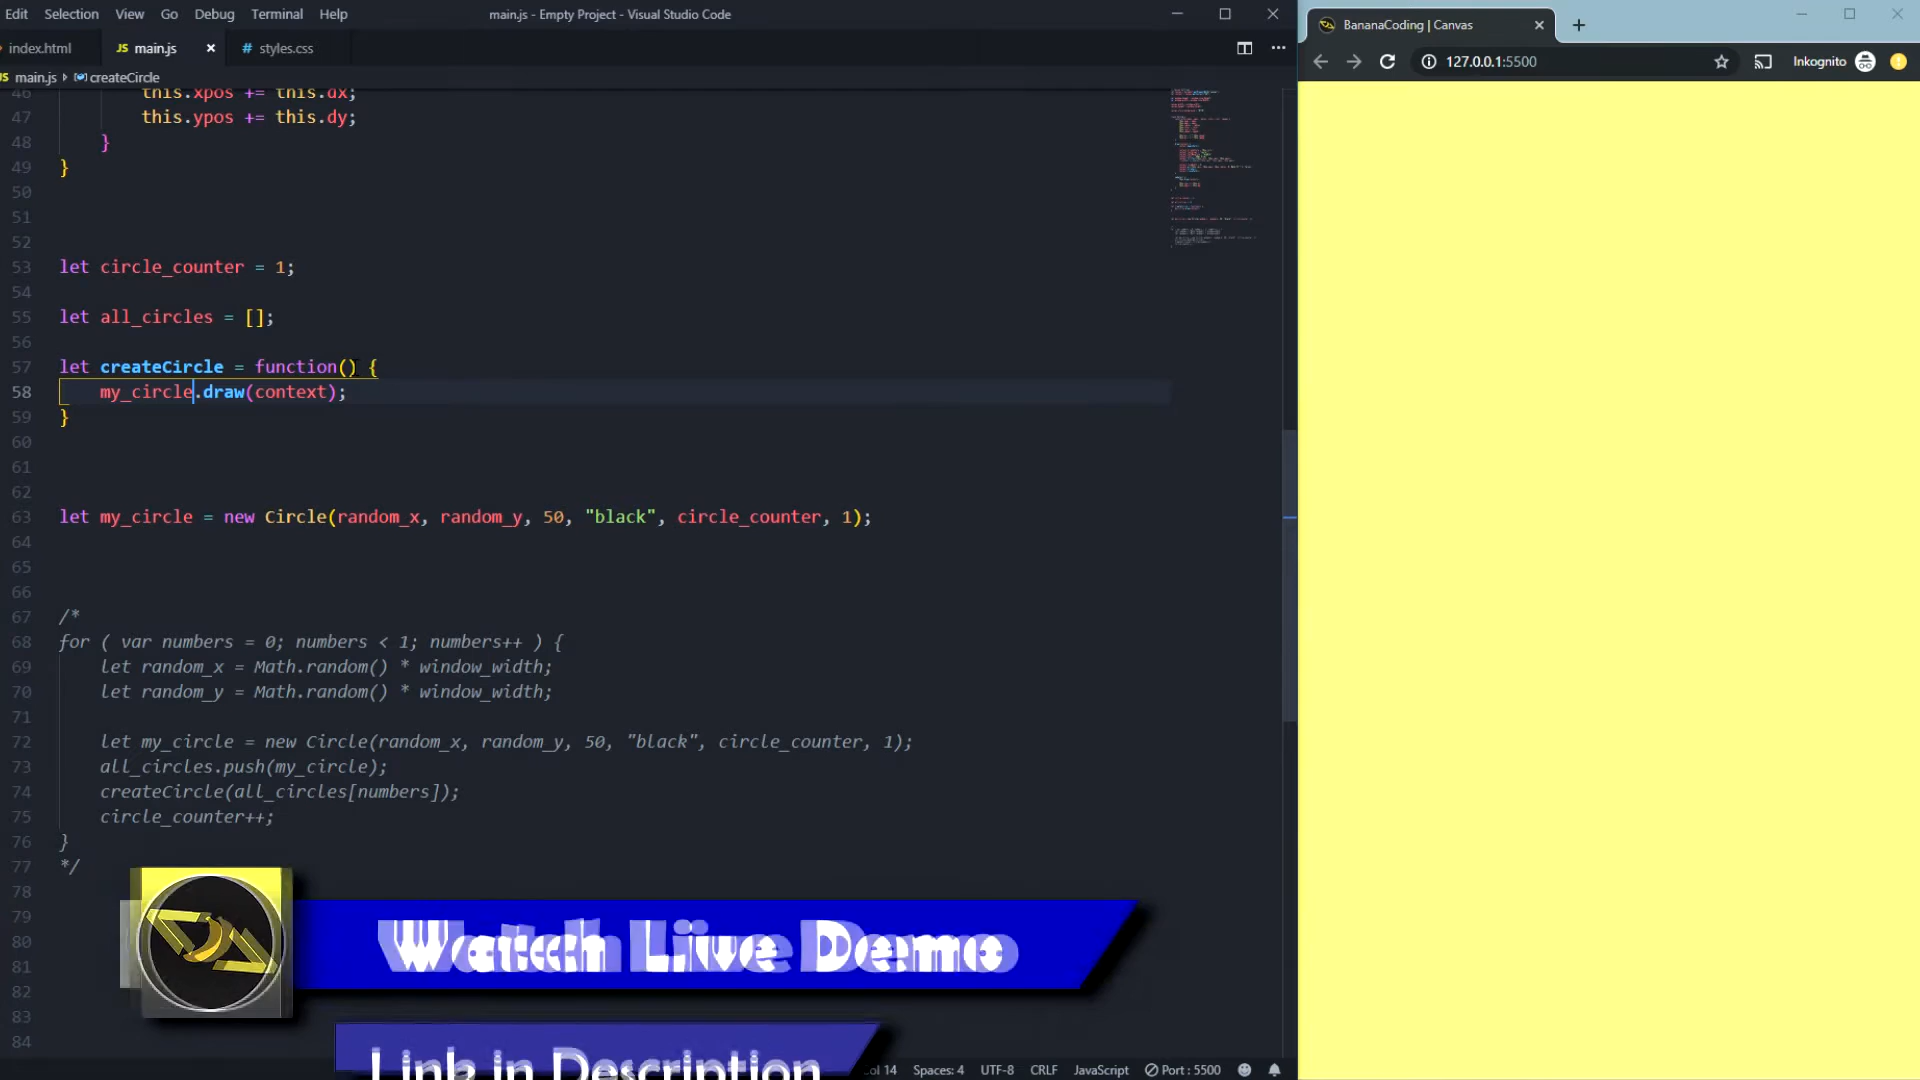 Edit Selection View Go Debug Terminal Help main.js - Empty Project - Visual Studio Code
BananaCoding | Canvas
index.html JS main.js # styles.css
127.0.0.1:5500 Inkognito
main.js createCircle
46 this.xpos += this.dx;
47 this.ypos += this.dy;
48 }
49 }
50
51
52
53 let circle_counter = 1;
54
55 let all_circles = [];
56
57 let createCircle = function() {
58 my_circle.draw(context);
59 }
60
61
62
63 let my_circle = new Circle(random_x, random_y, 50, "black", circle_counter, 1);
64
65
66
67 /*
68 for ( var numbers = 0; numbers < 1; numbers++ ) {
69 let random_x = Math.random() * window_width;
70 let random_y = Math.random() * window_width;
71
72 let my_circle = new Circle(random_x, random_y, 50, "black", circle_counter, 1);
73 all_circles.push(my_circle);
74 createCircle(all_circles[numbers]);
75 circle_counter++;
76 }
77 */
78
79
80
81
82
83
84
Watch Live Demo
Link in Description
Col 14 Spaces: 4 UTF-8 CRLF JavaScript Port : 5500